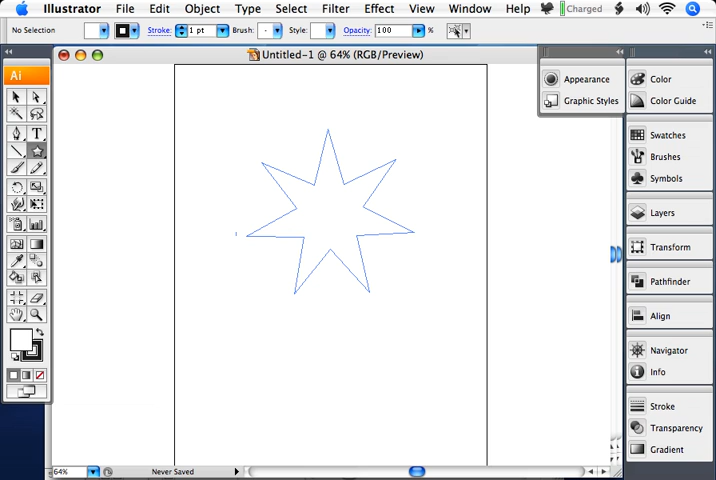 Illustrator File Edit Object Type Select Filter Effect View Window Help Charged
No Selection Stroke: 1 pt Brush: Style: Opacity: 100 %
Untitled-1 @ 64% (RGB/Preview)
Ai
T
Appearance
Graphic Styles
Color
Color Guide
Swatches
Brushes
Symbols
Layers
Transform
Pathfinder
Align
Navigator
Info
Stroke
Transparency
Gradient
64% Never Saved